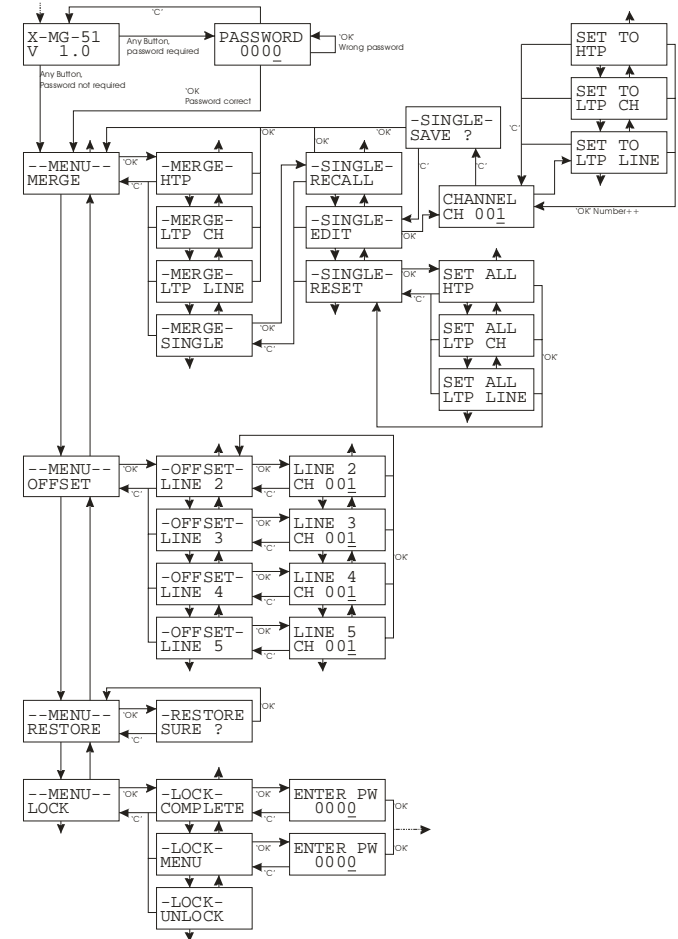 'C'
X-MG-51
V 1.0
Any Button,
password required
PASSWORD
0000
'OK'
Wrong password
Any Button,
Password not required
'OK
Password correct
SET TO
HTP
SET TO
LTP CH
SET TO
LTP LINE
'C'
'OK' Number++
-SINGLE-
SAVE ?
'OK'
'OK'
'OK'
'C'
'C'
--MENU--
MERGE
'OK'
'C'
-MERGE-
HTP
-MERGE-
LTP CH
-MERGE-
LTP LINE
-MERGE-
SINGLE
'OK'
'C'
-SINGLE-
RECALL
-SINGLE-
EDIT
'OK'
-SINGLE-
RESET
'OK'
'C'
CHANNEL
CH 001
SET ALL
HTP
SET ALL
LTP CH
SET ALL
LTP LINE
'OK'
--MENU--
OFFSET
'OK'
'C'
-OFFSET-
LINE 2
'OK'
'C'
LINE 2
CH 001
-OFFSET-
LINE 3
'OK'
'C'
LINE 3
CH 001
-OFFSET-
LINE 4
'OK'
'C'
LINE 4
CH 001
-OFFSET-
LINE 5
'OK'
'C'
LINE 5
CH 001
'OK'
--MENU--
RESTORE
'OK'
'C'
-RESTORE
SURE ?
'OK'
--MENU--
LOCK
'OK'
'C'
-LOCK-
COMPLETE
'OK'
'C'
ENTER PW
0000
'OK'
-LOCK-
MENU
'OK'
'C'
ENTER PW
0000
'OK'
-LOCK-
UNLOCK